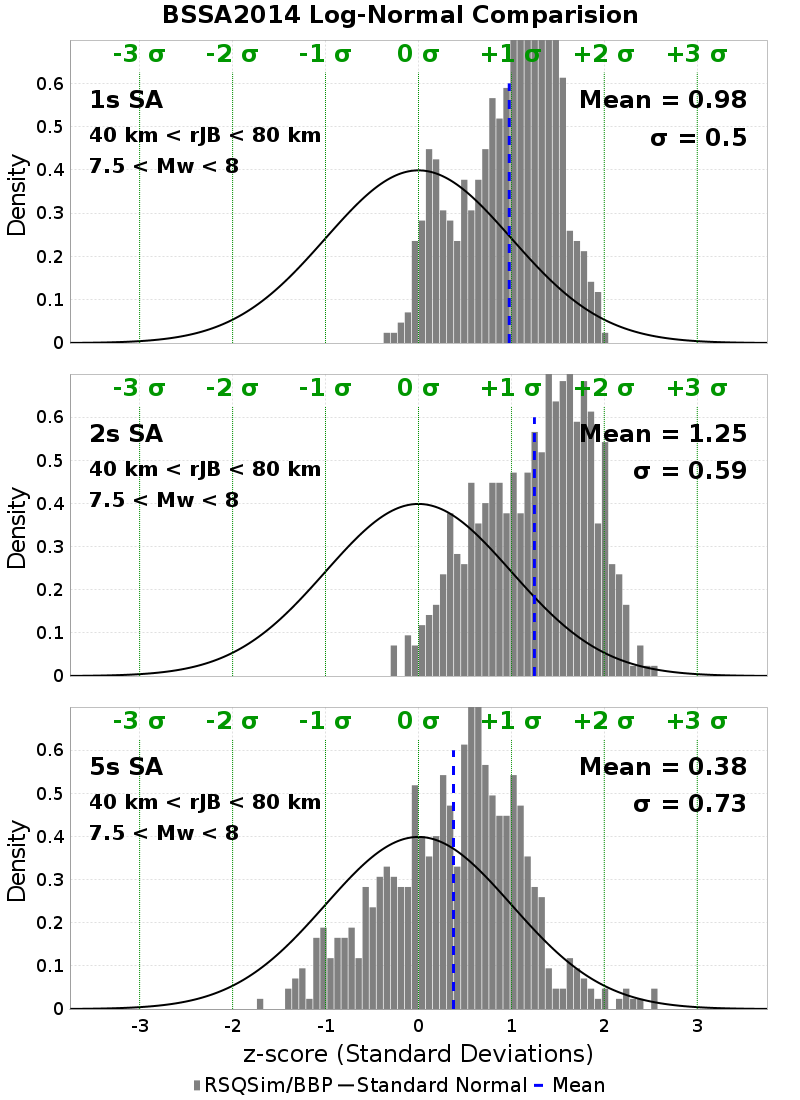 BSSA2014 Log-Normal Comparision
-3 σ -2 σ -1 σ 0 σ +1 σ +2 σ +3 σ
1s SA
40 km < rJB < 80 km
7.5 < Mw < 8
Mean = 0.98
σ = 0.5
Density
0.6
0.5
0.4
0.3
0.2
0.1
0
-3 σ -2 σ -1 σ 0 σ +1 σ +2 σ +3 σ
2s SA
40 km < rJB < 80 km
7.5 < Mw < 8
Mean = 1.25
σ = 0.59
Density
0.6
0.5
0.4
0.3
0.2
0.1
0
-3 σ -2 σ -1 σ 0 σ +1 σ +2 σ +3 σ
5s SA
40 km < rJB < 80 km
7.5 < Mw < 8
Mean = 0.38
σ = 0.73
Density
0.6
0.5
0.4
0.3
0.2
0.1
0
-3 -2 -1 0 1 2 3
z-score (Standard Deviations)
RSQSim/BBP Standard Normal Mean